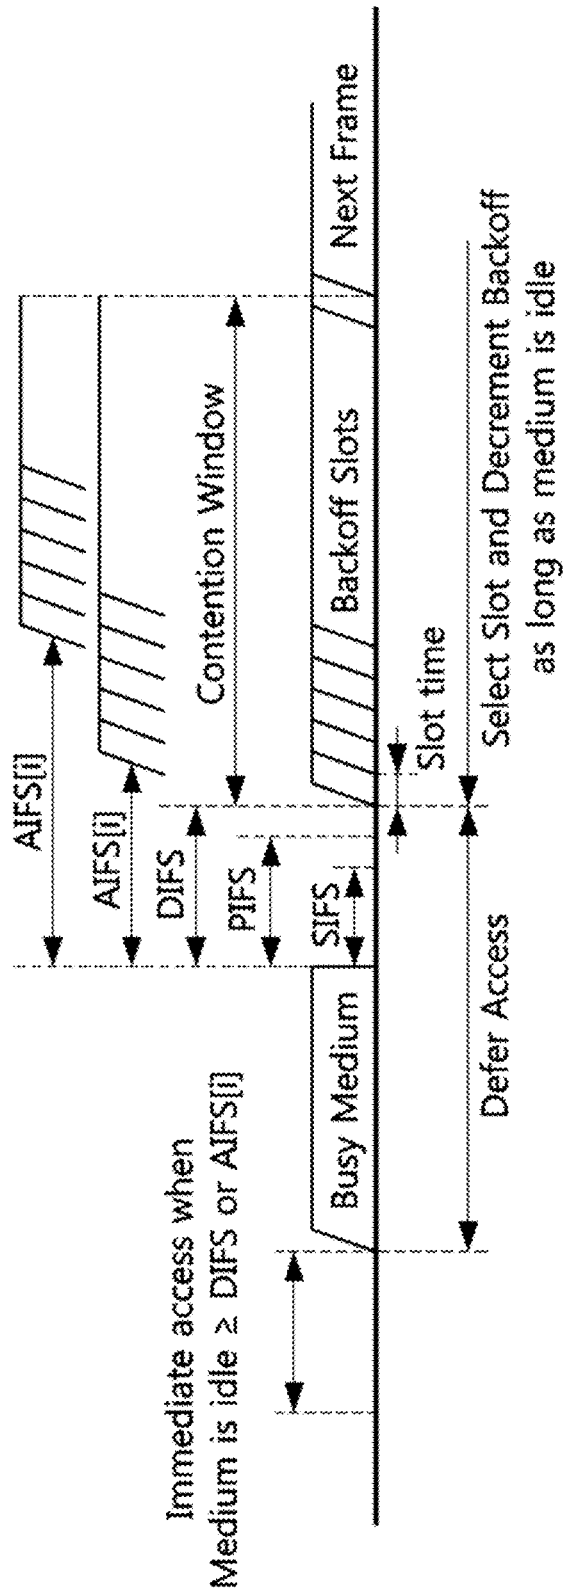 Immediate access when
Medium is idle ≥ DIFS or AIFS[i]
AIFS[i]
AIFS[i]
DIFS
PIFS
SIFS
Contention Window
Busy Medium
Backoff Slots
Next Frame
Slot time
Defer Access
Select Slot and Decrement Backoff
as long as medium is idle